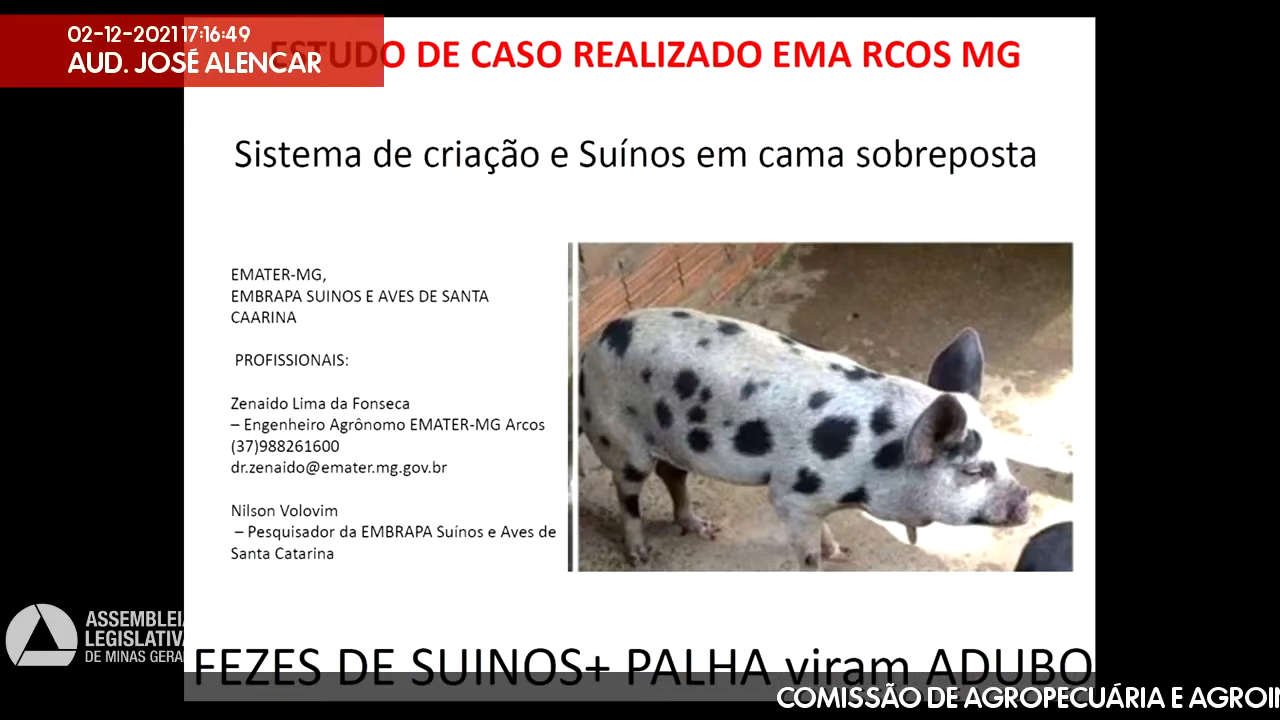 02-12-2021 17:16:49
AUD. JOSÉ ALENCAR
ESTUDO DE CASO REALIZADO EMA RCOS MG
Sistema de criação e Suínos em cama sobreposta
EMATER-MG,
EMBRAPA SUINOS E AVES DE SANTA
CAARINA
PROFISSIONAIS:
Zenaido Lima da Fonseca
– Engenheiro Agrônomo EMATER-MG Arcos
(37)988261600
dr.zenaido@emater.mg.gov.br
Nilson Volovim
– Pesquisador da EMBRAPA Suínos e Aves de
Santa Catarina
ASSEMBLEIA
LEGISLATIVA
DE MINAS GERAI
FEZES DE SUINOS+ PALHA viram ADUBO
COMISSÃO DE AGROPECUÁRIA E AGROIN